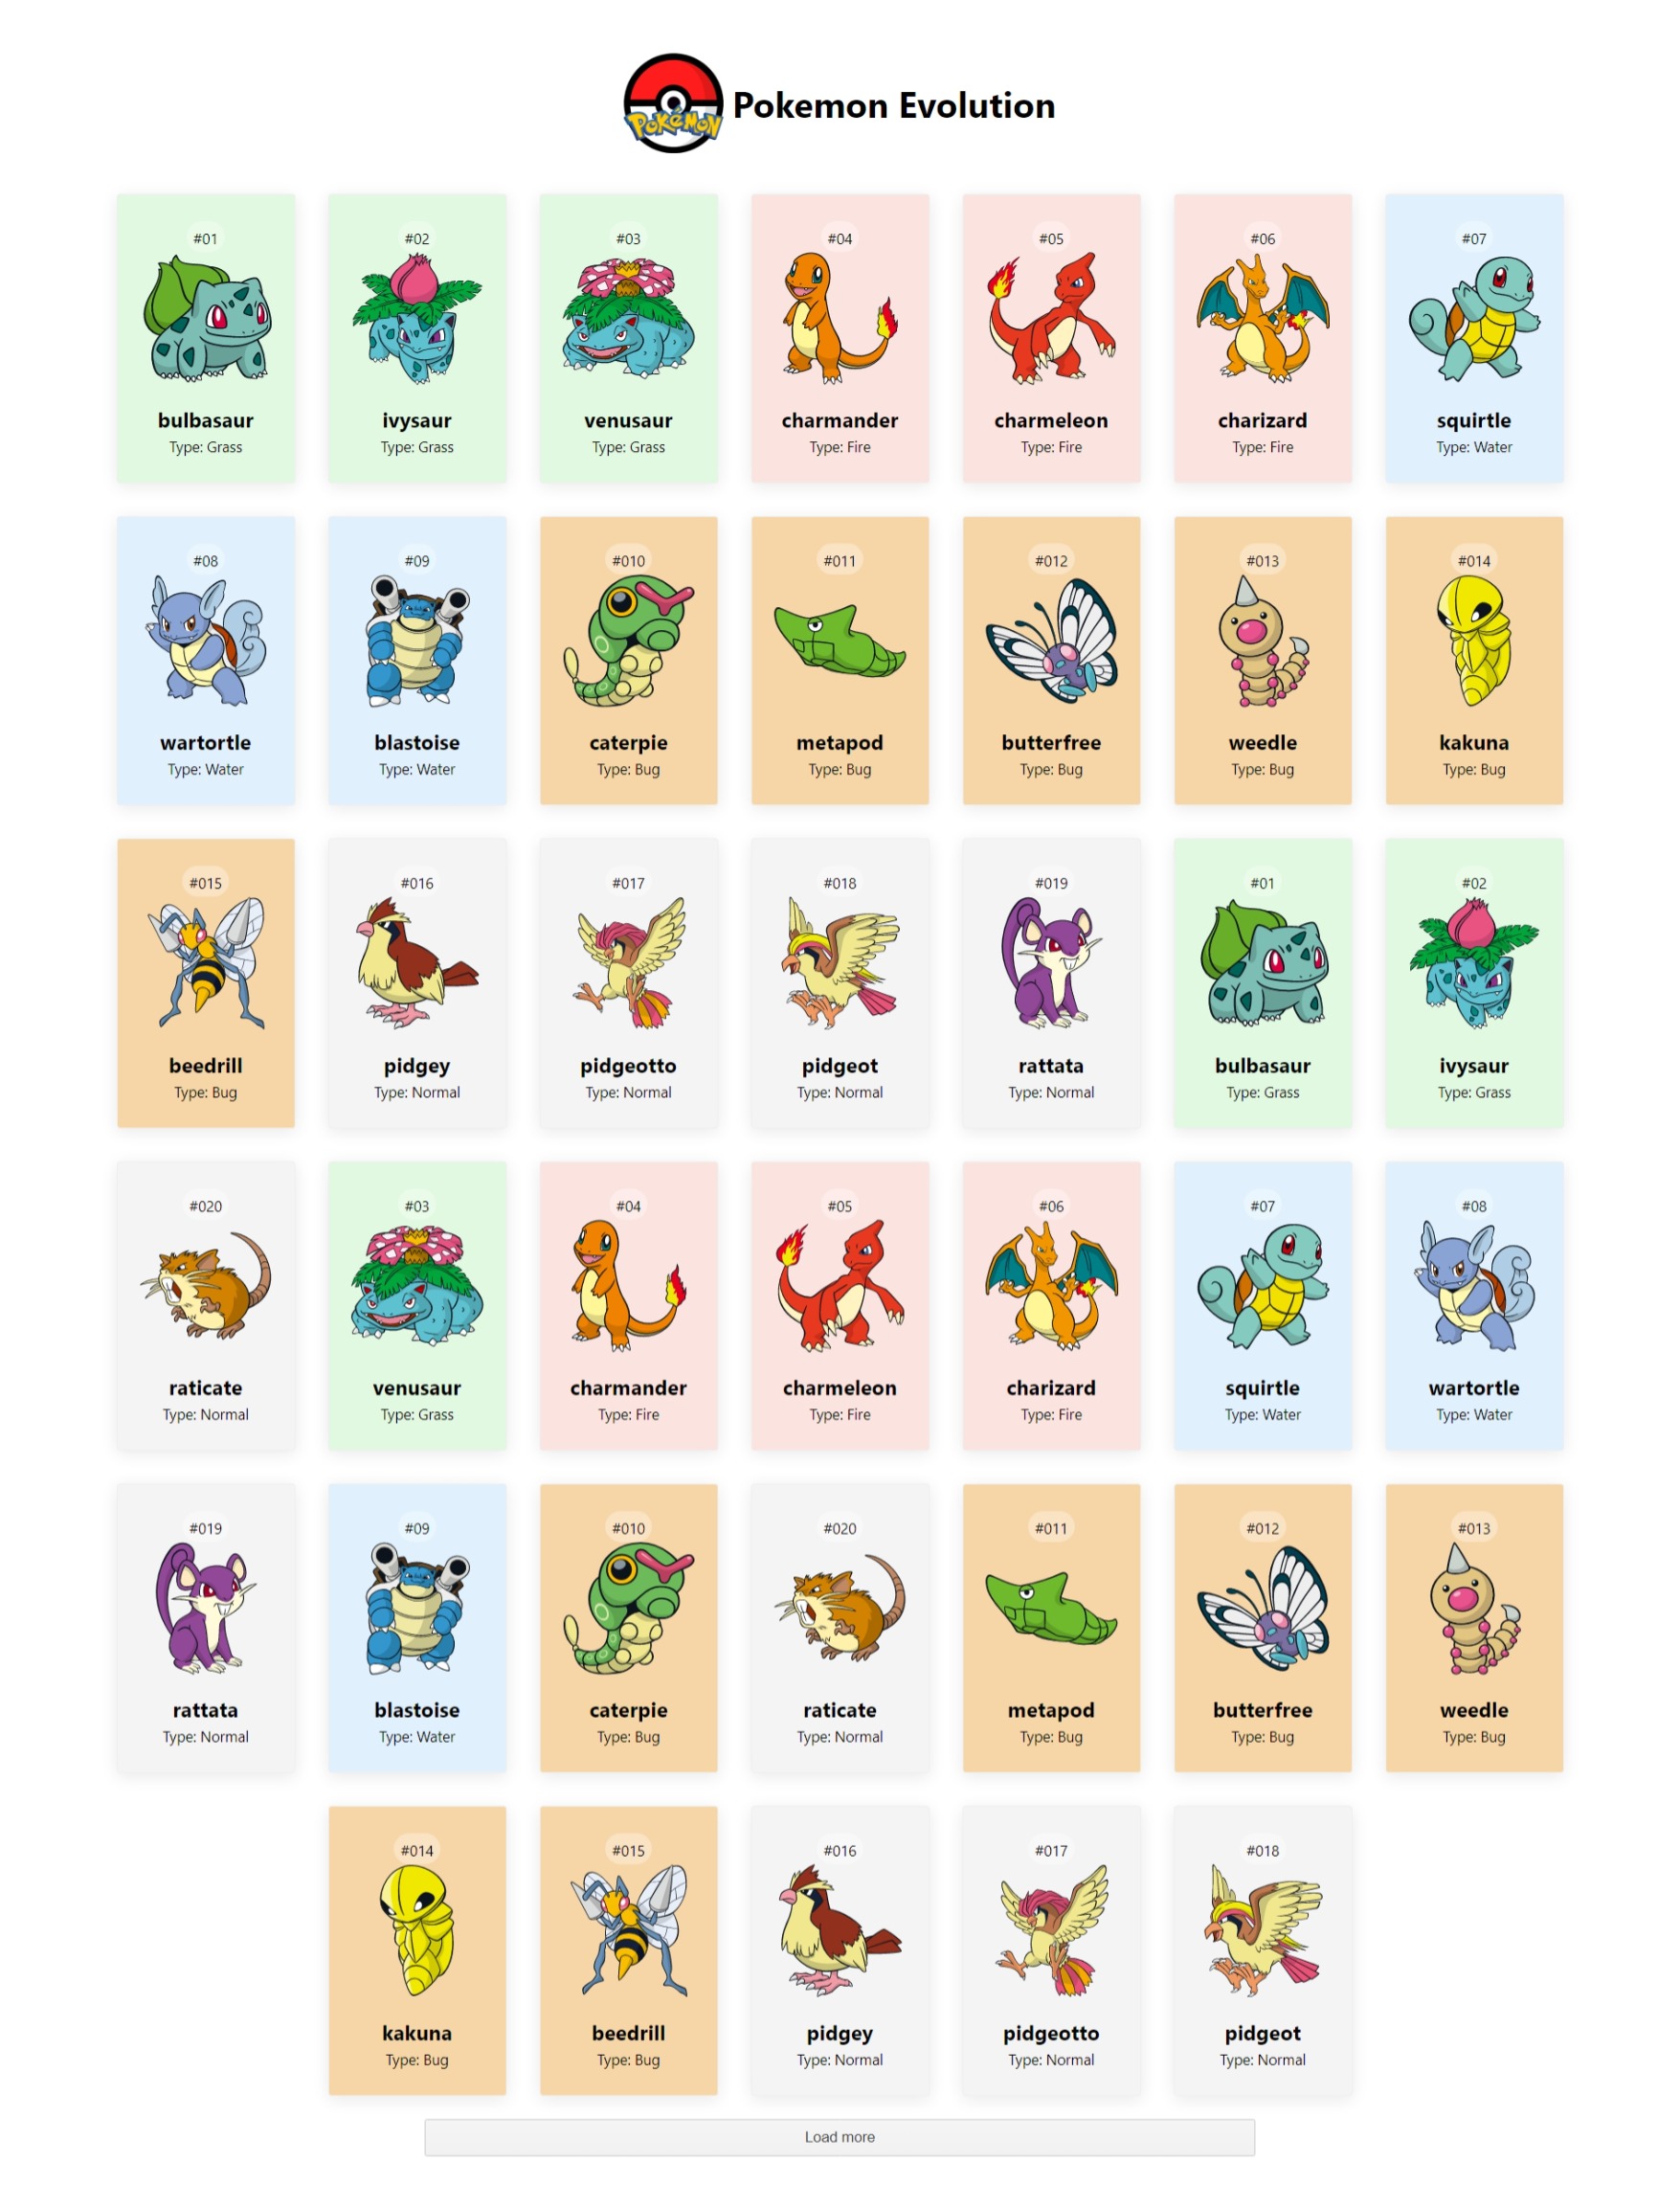 POKéMON
Pokemon Evolution
#01 #02 #03 #04 #05 #06 #07
bulbasaur ivysaur venusaur charmander charmeleon charizard squirtle
Type: Grass Type: Grass Type: Grass Type: Fire Type: Fire Type: Fire Type: Water
#08 #09 #010 #011 #012 #013 #014
wartortle blastoise caterpie metapod butterfree weedle kakuna
Type: Water Type: Water Type: Bug Type: Bug Type: Bug Type: Bug Type: Bug
#015 #016 #017 #018 #019 #01 #02
beedrill pidgey pidgeotto pidgeot rattata bulbasaur ivysaur
Type: Bug Type: Normal Type: Normal Type: Normal Type: Normal Type: Grass Type: Grass
#020 #03 #04 #05 #06 #07 #08
raticate venusaur charmander charmeleon charizard squirtle wartortle
Type: Normal Type: Grass Type: Fire Type: Fire Type: Fire Type: Water Type: Water
#019 #09 #010 #020 #011 #012 #013
rattata blastoise caterpie raticate metapod butterfree weedle
Type: Normal Type: Water Type: Bug Type: Normal Type: Bug Type: Bug Type: Bug
#014 #015 #016 #017 #018
kakuna beedrill pidgey pidgeotto pidgeot
Type: Bug Type: Bug Type: Normal Type: Normal Type: Normal
Load more